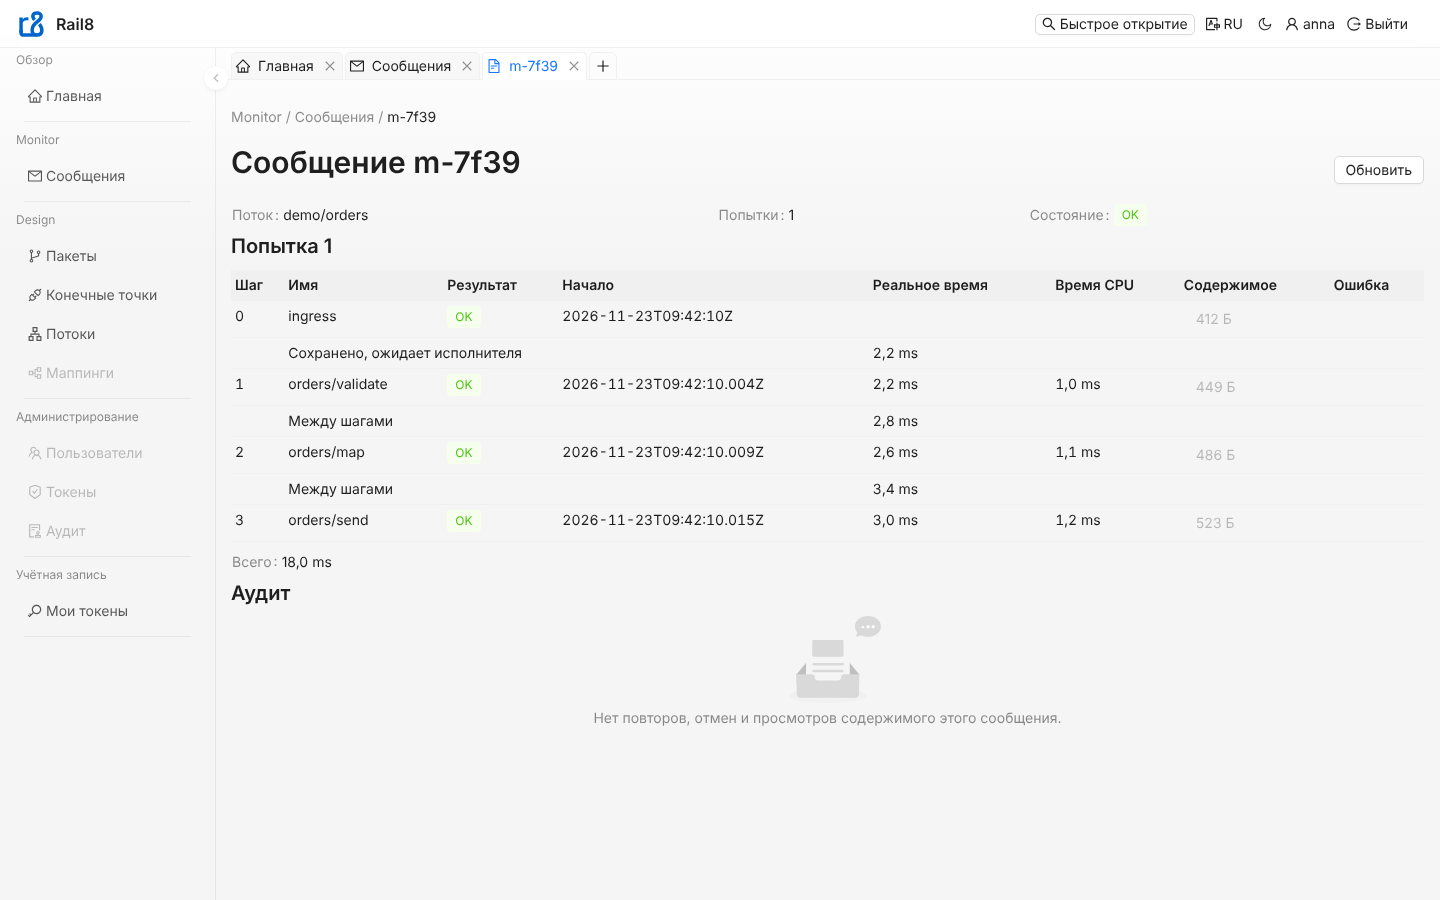 Rail8
Быстрое открытие
RU
anna
Выйти
Обзор
Главная
Monitor
Сообщения
Design
Пакеты
Конечные точки
Потоки
Маппинги
Администрирование
Пользователи
Токены
Аудит
Учётная запись
Мои токены
Главная
Сообщения
m-7f39
Monitor / Сообщения / m-7f39
Сообщение m-7f39
Обновить
Поток: demo/orders
Попытки: 1
Состояние: OK
Попытка 1
Шаг Имя Результат Начало Реальное время Время CPU Содержимое Ошибка
0 ingress OK 2026-11-23T09:42:10Z 412 Б
Сохранено, ожидает исполнителя 2,2 ms
1 orders/validate OK 2026-11-23T09:42:10.004Z 2,2 ms 1,0 ms 449 Б
Между шагами 2,8 ms
2 orders/map OK 2026-11-23T09:42:10.009Z 2,6 ms 1,1 ms 486 Б
Между шагами 3,4 ms
3 orders/send OK 2026-11-23T09:42:10.015Z 3,0 ms 1,2 ms 523 Б
Всего: 18,0 ms
Аудит
Нет повторов, отмен и просмотров содержимого этого сообщения.